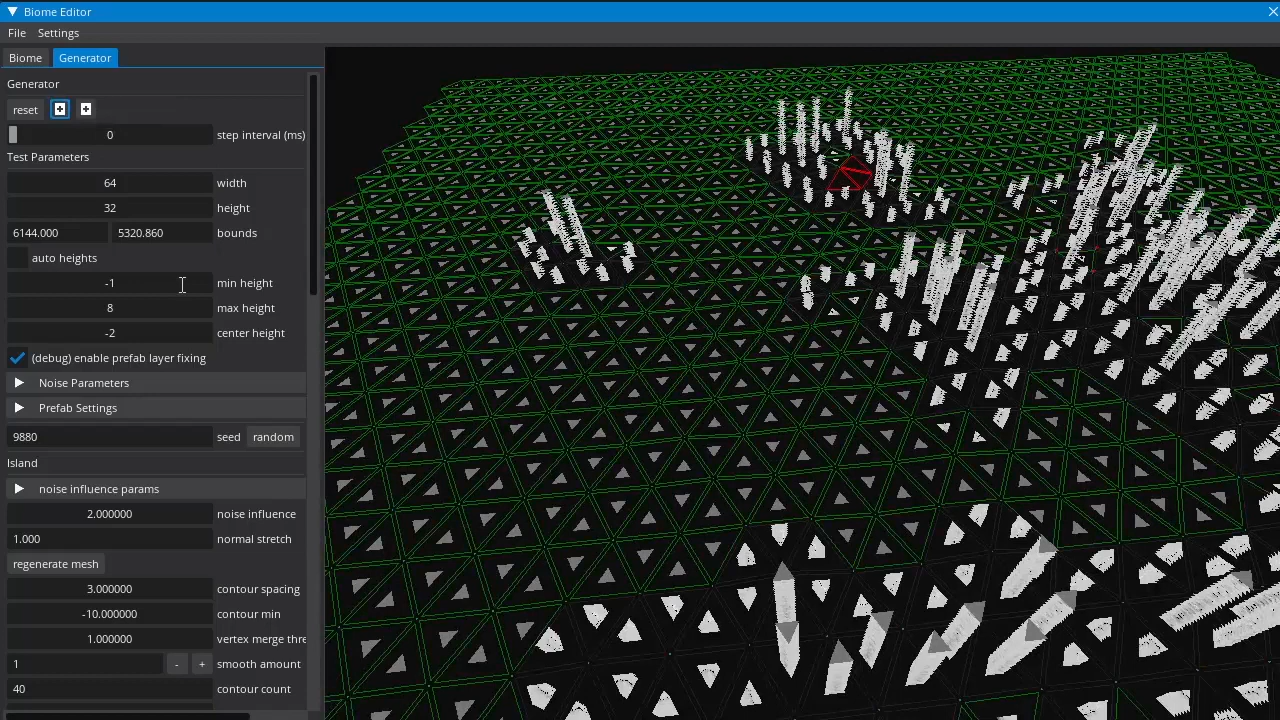 Biome Editor
File Settings
Biome Generator
Generator
reset
0 step interval (ms)
Test Parameters
64 width
32 height
6144.000 5320.860 bounds
auto heights
-1 min height
8 max height
-2 center height
(debug) enable prefab layer fixing
Noise Parameters
Prefab Settings
9880 seed random
Island
noise influence params
2.000000 noise influence
1.000 normal stretch
regenerate mesh
3.000000 contour spacing
-10.000000 contour min
1.000000 vertex merge thre
1 - + smooth amount
40 contour count